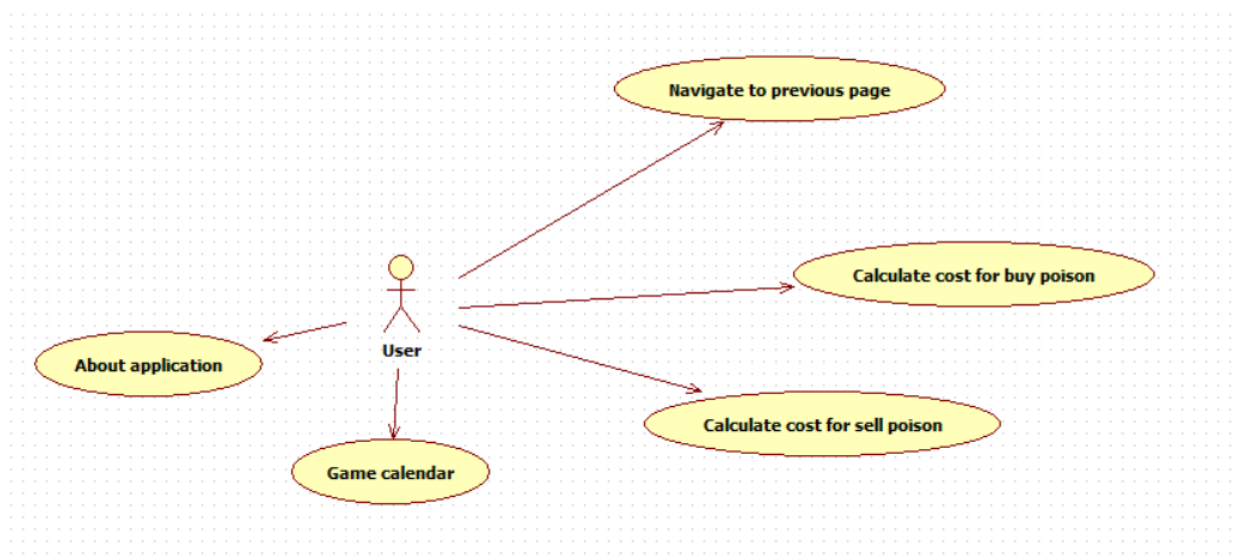 Navigate to previous page
Calculate cost for buy poison
User
About application
Calculate cost for sell poison
Game calendar